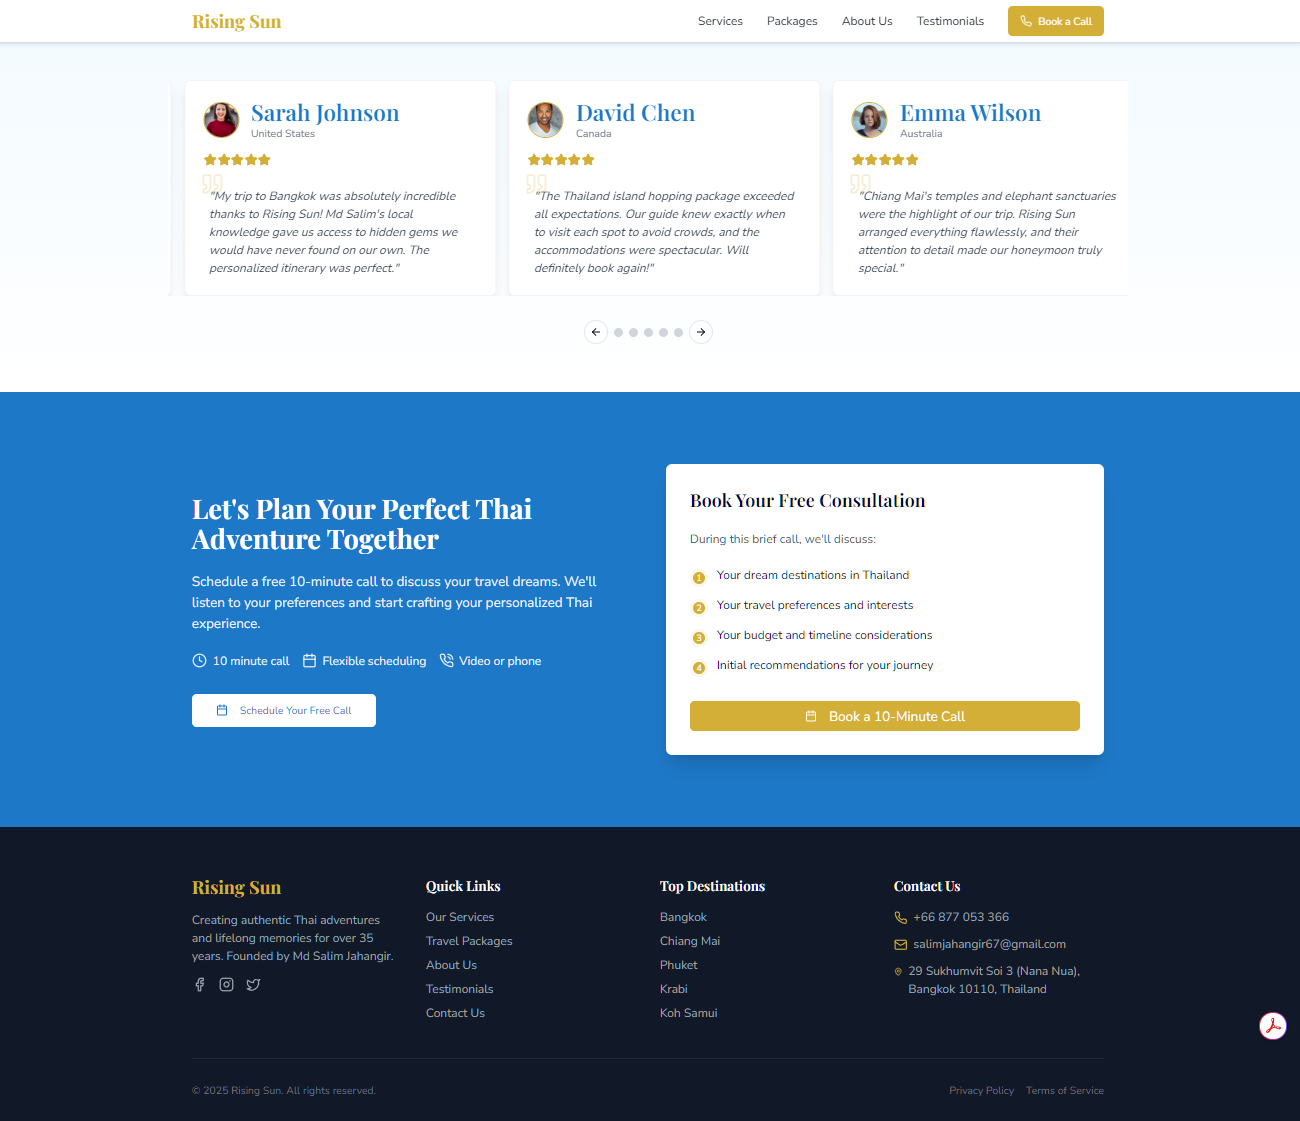 Rising Sun
Services
Packages
About Us
Testimonials
Book a Call
Sarah Johnson
United States
"My trip to Bangkok was absolutely incredible
thanks to Rising Sun! Md Salim's local
knowledge gave us access to hidden gems we
would have never found on our own. The
personalized itinerary was perfect."
David Chen
Canada
"The Thailand island hopping package exceeded
all expectations. Our guide knew exactly when
to visit each spot to avoid crowds, and the
accommodations were spectacular. Will
definitely book again!"
Emma Wilson
Australia
"Chiang Mai's temples and elephant sanctuaries
were the highlight of our trip. Rising Sun
arranged everything flawlessly, and their
attention to detail made our honeymoon truly
special."
Let's Plan Your Perfect Thai
Adventure Together
Schedule a free 10-minute call to discuss your travel dreams. We'll
listen to your preferences and start crafting your personalized Thai
experience.
10 minute call
Flexible scheduling
Video or phone
Schedule Your Free Call
Book Your Free Consultation
During this brief call, we'll discuss:
1 Your dream destinations in Thailand
2 Your travel preferences and interests
3 Your budget and timeline considerations
4 Initial recommendations for your journey
Book a 10-Minute Call
Rising Sun
Creating authentic Thai adventures
and lifelong memories for over 35
years. Founded by Md Salim Jahangir.
Quick Links
Our Services
Travel Packages
About Us
Testimonials
Contact Us
Top Destinations
Bangkok
Chiang Mai
Phuket
Krabi
Koh Samui
Contact Us
+66 877 053 366
salimjahangir67@gmail.com
29 Sukhumvit Soi 3 (Nana Nua),
Bangkok 10110, Thailand
© 2025 Rising Sun. All rights reserved.
Privacy Policy
Terms of Service